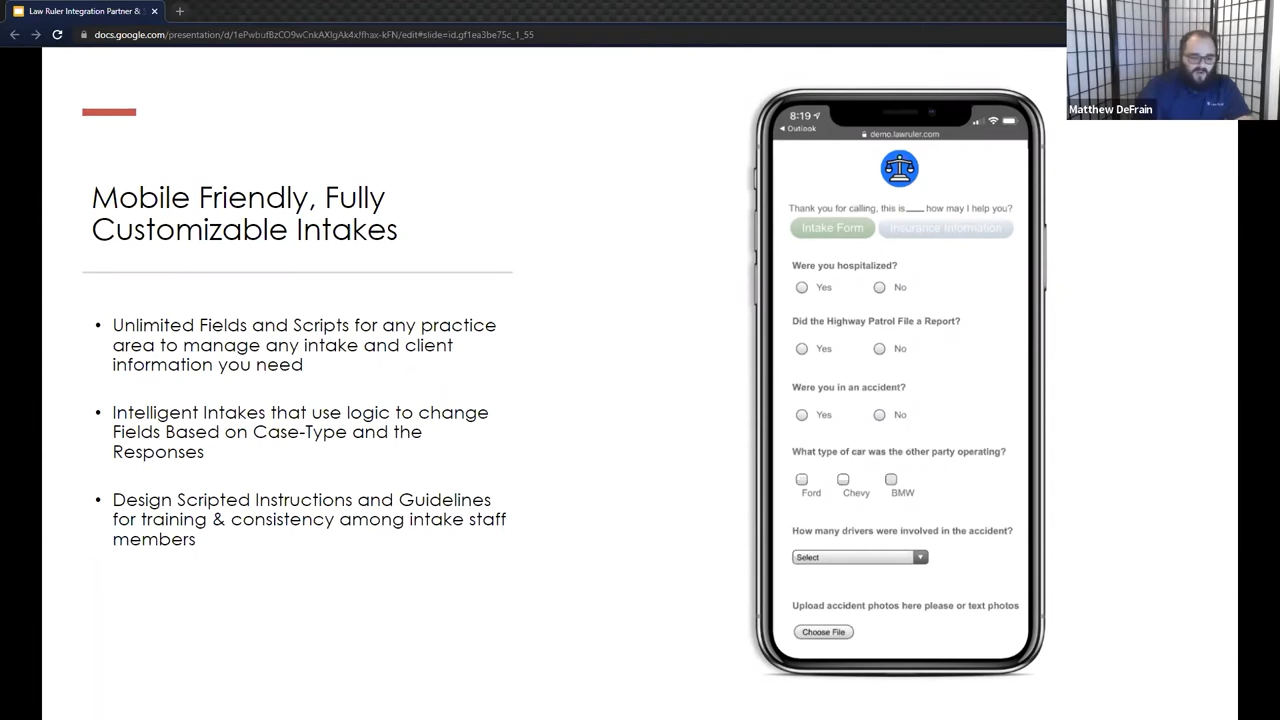 Law Ruler Integration Partner &
docs.google.com/presentation/d/1ePwbufBzCO9wCnkAXIgAk4xJfhax-kFN/edit#slide=id.gf1ea3be75c_1_55
Matthew DeFrain
Mobile Friendly, Fully
Customizable Intakes
• Unlimited Fields and Scripts for any practice
area to manage any intake and client
information you need
• Intelligent Intakes that use logic to change
Fields Based on Case-Type and the
Responses
• Design Scripted Instructions and Guidelines
for training & consistency among intake staff
members
8:19
Outlook
demo.lawruler.com
Thank you for calling, this is____ how may I help you?
Intake Form Insurance Information
Were you hospitalized?
Yes No
Did the Highway Patrol File a Report?
Yes No
Were you in an accident?
Yes No
What type of car was the other party operating?
Ford Chevy BMW
How many drivers were involved in the accident?
Select
Upload accident photos here please or text photos
Choose File